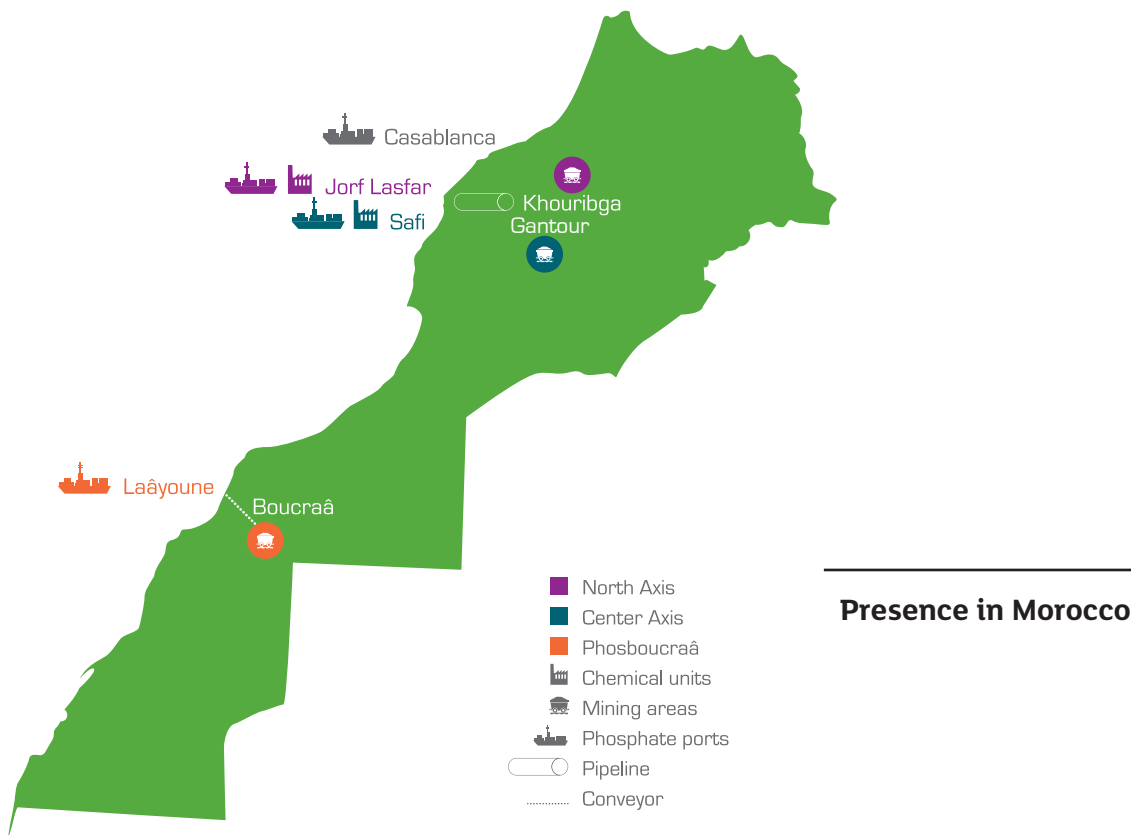 Casablanca
Jorf Lasfar
Khouribga
Safi
Gantour
Laâyoune
Boucraâ
North Axis
Center Axis
Phosboucraâ
Chemical units
Mining areas
Phosphate ports
Pipeline
Conveyor
Presence in Morocco